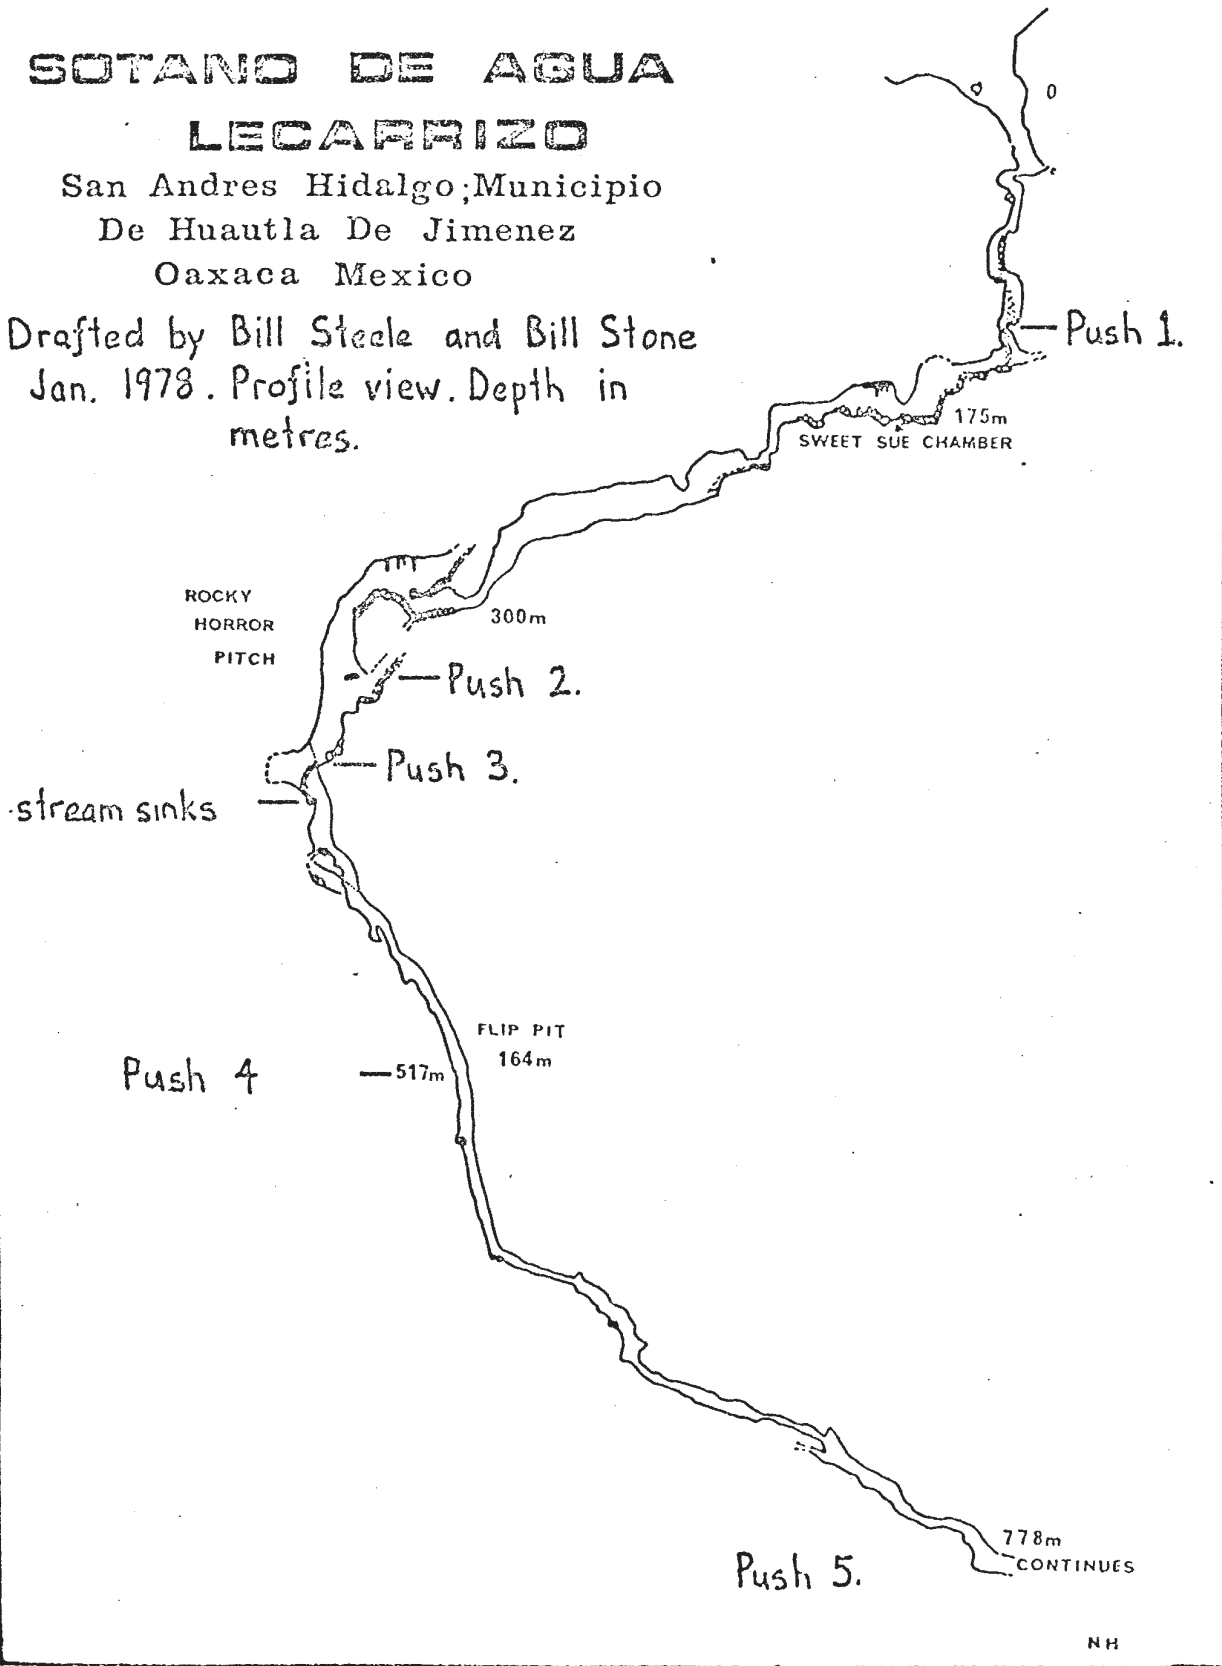 SOTANO DE AGUA
LECARRIZO
San Andres Hidalgo;Municipio
De Huautla De Jimenez
Oaxaca Mexico
Drafted by Bill Steele and Bill Stone
Jan. 1978. Profile view. Depth in
metres.
0
Push 1.
175m
SWEET SUE CHAMBER
ROCKY
HORROR
PITCH
300m
Push 2.
Push 3.
stream sinks
FLIP PIT
164m
Push 4
517m
778m
CONTINUES
Push 5.
NH